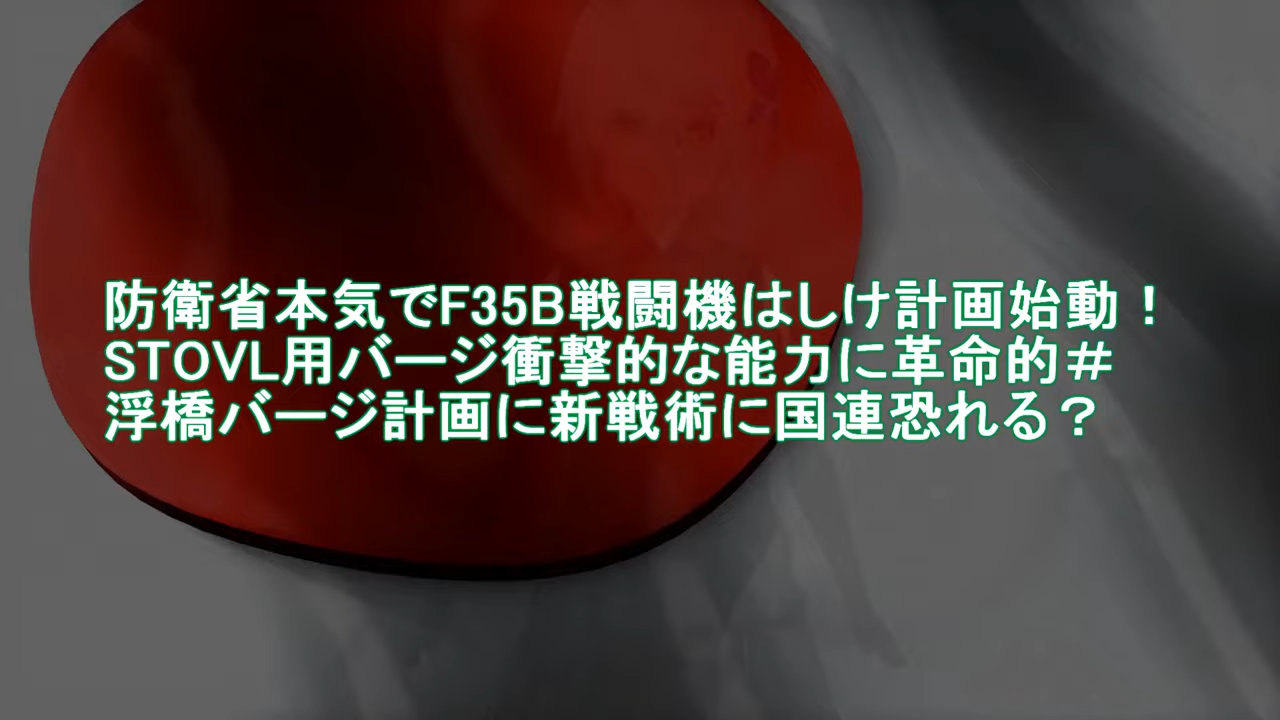 防衛省本気でF35B戦闘機はしけ計画始動！
STOVL用バージ衝撃的な能力に革命的＃
浮橋バージ計画に新戦術に国連恐れる？